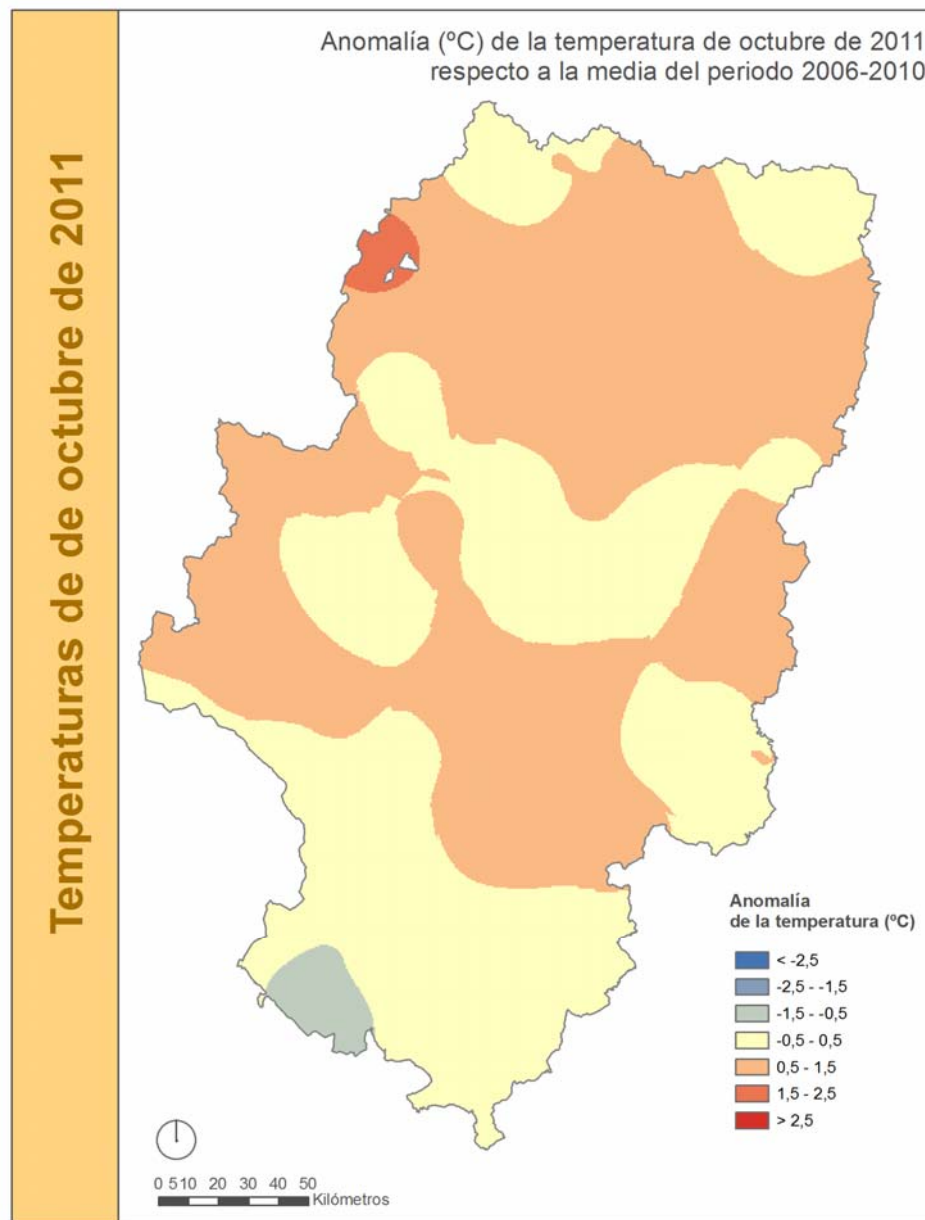 Temperaturas de de octubre de 2011
Anomalía (ºC) de la temperatura de octubre de 2011
respecto a la media del periodo 2006-2010
Anomalía
de la temperatura (ºC)
< -2,5
-2,5 - -1,5
-1,5 - -0,5
-0,5 - 0,5
0,5 - 1,5
1,5 - 2,5
> 2,5
0 5 10 20 30 40 50
Kilómetros